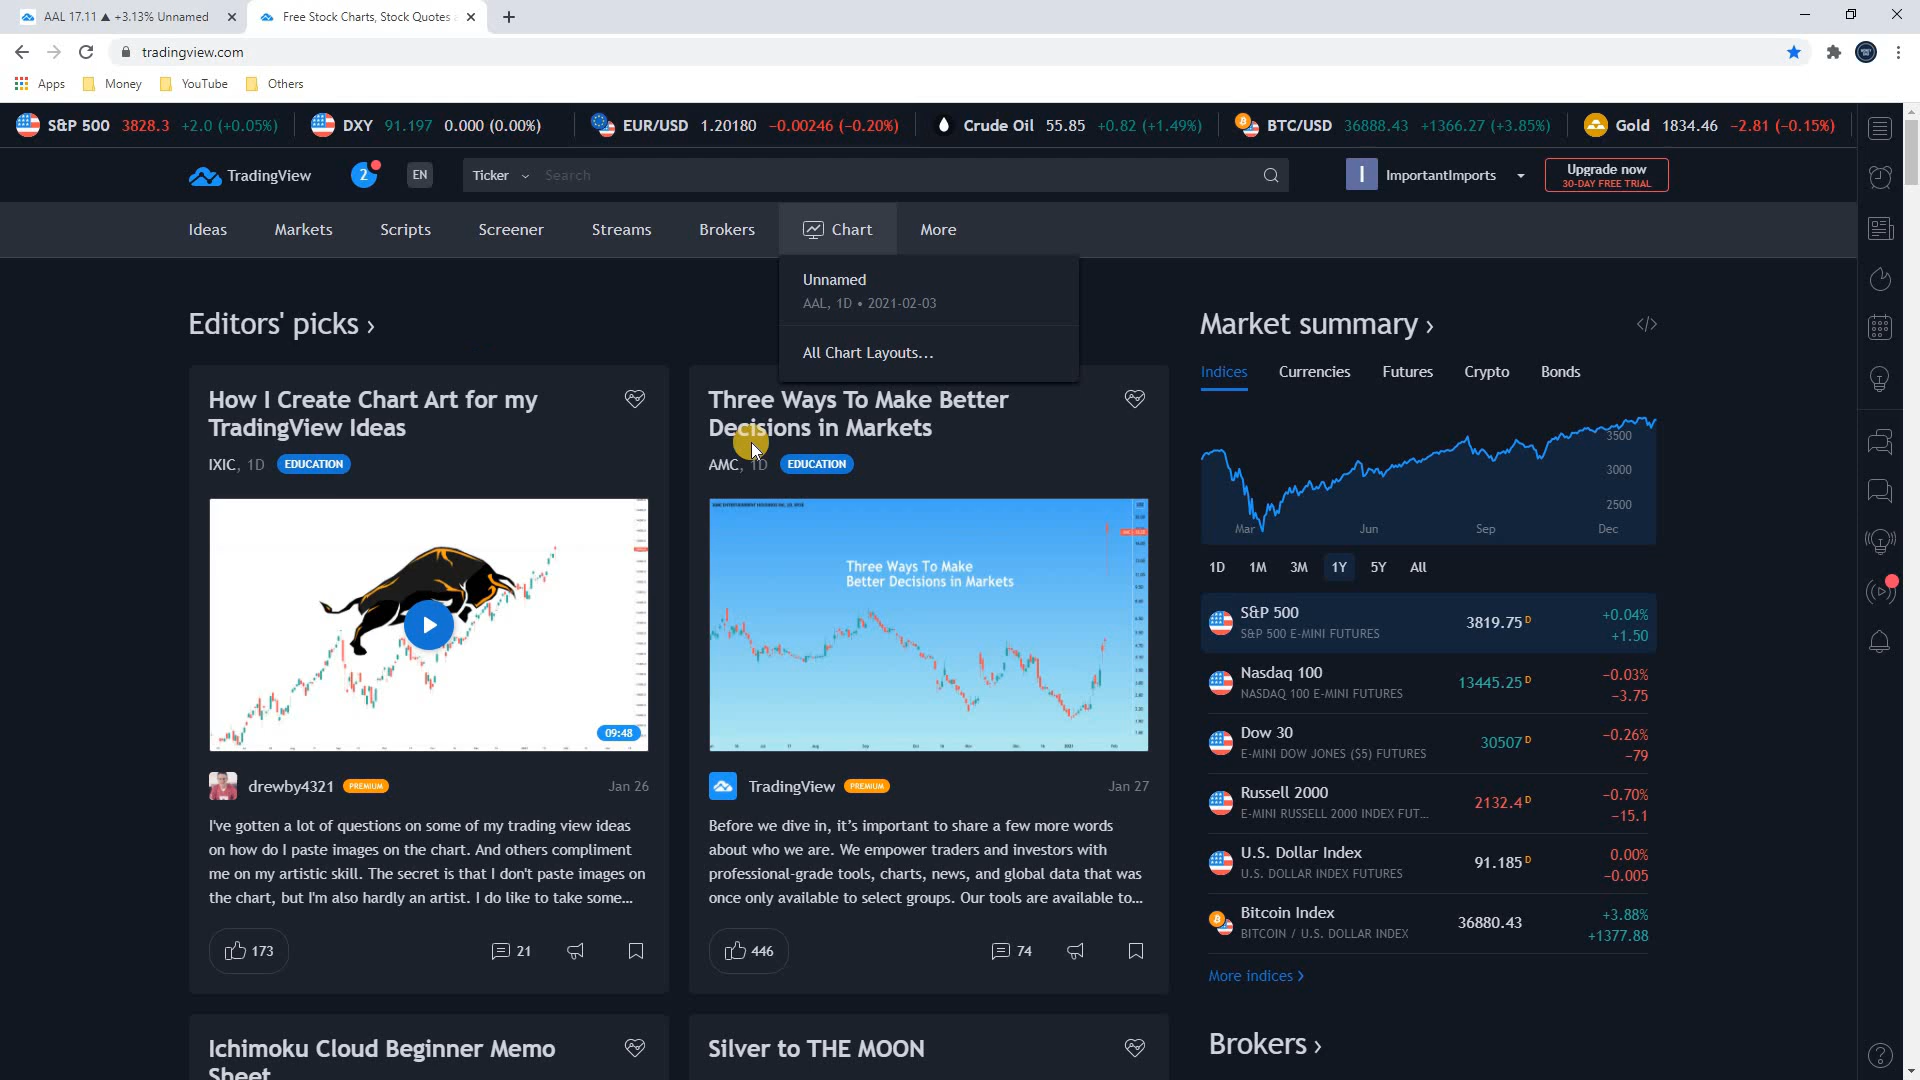 AAL 17.11 ▲ +3.13% Unnamed
Free Stock Charts, Stock Quotes
tradingview.com
Apps Money YouTube Others
S&P 500 3828.3 +2.0 (+0.05%) DXY 91.197 0.000 (0.00%) EUR/USD 1.20180 −0.00246 (−0.20%) Crude Oil 55.85 +0.82 (+1.49%) BTC/USD 36888.43 +1366.27 (+3.85%) Gold 1834.46 −2.81 (−0.15%)
TradingView 2 EN Ticker Search I ImportantImports Upgrade now
30-DAY FREE TRIAL
Ideas Markets Scripts Screener Streams Brokers Chart More
Unnamed
AAL, 1D • 2021-02-03
All Chart Layouts...
Editors' picks ›
How I Create Chart Art for my
TradingView Ideas
IXIC, 1D EDUCATION
09:48
drewby4321 PREMIUM Jan 26
I've gotten a lot of questions on some of my trading view ideas
on how do I paste images on the chart. And others compliment
me on my artistic skill. The secret is that I don't paste images on
the chart, but I'm also hardly an artist. I do like to take some...
173 21
Three Ways To Make Better
Decisions in Markets
AMC, 1D EDUCATION
Three Ways To Make
Better Decisions in Markets
TradingView PREMIUM Jan 27
Before we dive in, it's important to share a few more words
about who we are. We empower traders and investors with
professional-grade tools, charts, news, and global data that was
once only available to select groups. Our tools are available to...
446 74
Ichimoku Cloud Beginner Memo
Sheet
Silver to THE MOON
Market summary › </>
Indices Currencies Futures Crypto Bonds
3500
3000
2500
Mar Jun Sep Dec
1D 1M 3M 1Y 5Y All
S&P 500 3819.75 D +0.04%
S&P 500 E-MINI FUTURES +1.50
Nasdaq 100 13445.25 D −0.03%
NASDAQ 100 E-MINI FUTURES −3.75
Dow 30 30507 D −0.26%
E-MINI DOW JONES ($5) FUTURES −79
Russell 2000 2132.4 D −0.70%
E-MINI RUSSELL 2000 INDEX FUT... −15.1
U.S. Dollar Index 91.185 D 0.00%
U.S. DOLLAR INDEX FUTURES −0.005
Bitcoin Index 36880.43 +3.88%
BITCOIN / U.S. DOLLAR INDEX +1377.88
More indices ›
Brokers ›